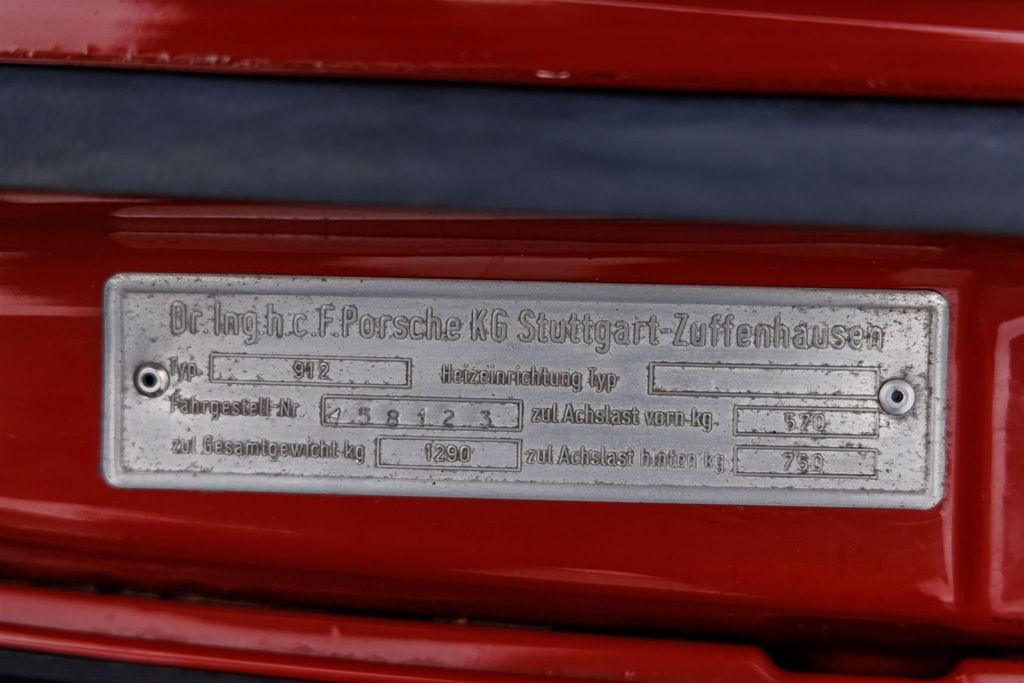 Dr. Ing.h.c.F.Porsche KG Stuttgart-Zuffenhausen
Typ. 912 Heizeinrichtung Typ
Fahrgestell-Nr. 458123 zul.Achslast vorn-kg. 570
zul Gesamtgewicht-kg 1290 zul.Achslast hinten kg. 750